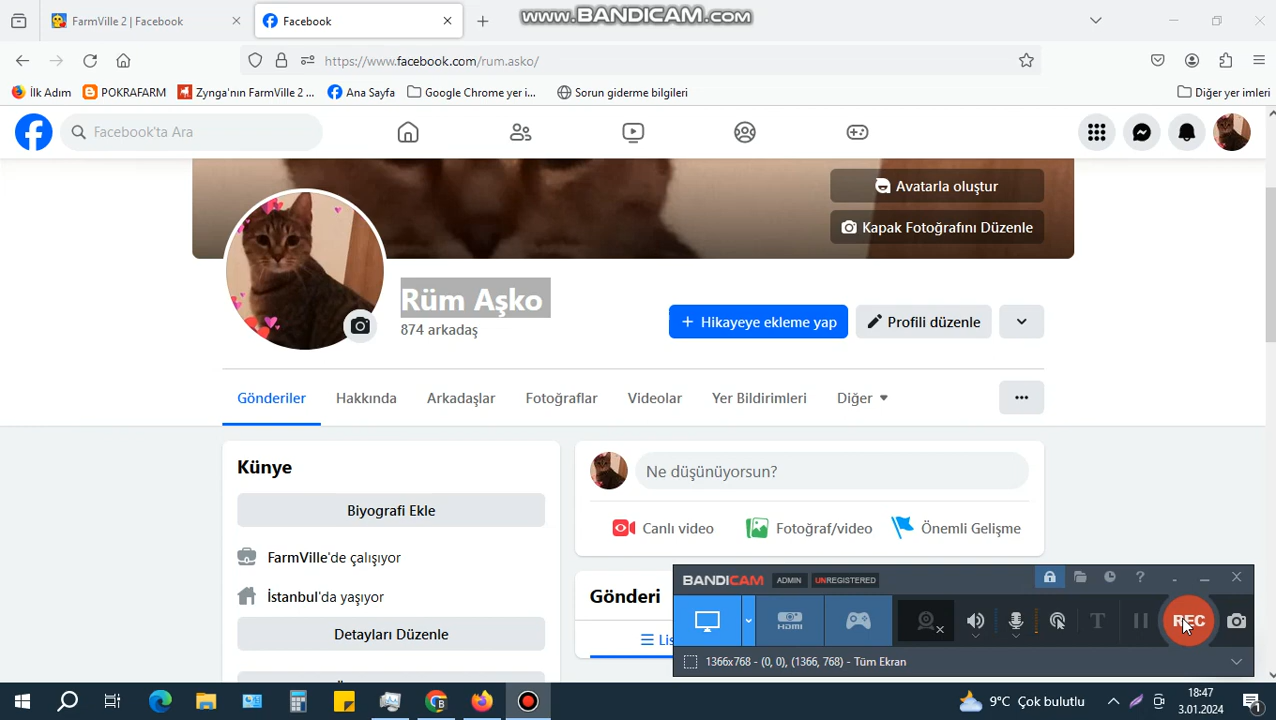 FarmVille 2 | Facebook
Facebook
www.BANDICAM.com
https://www.facebook.com/rum.asko/
İlk Adım
POKRAFARM
Zynga'nın FarmVille 2 ...
Ana Sayfa
Google Chrome yer i...
Sorun giderme bilgileri
Diğer yer imleri
Facebook'ta Ara
Avatarla oluştur
Kapak Fotoğrafını Düzenle
Rüm Aşko
874 arkadaş
Hikayeye ekleme yap
Profili düzenle
Gönderiler
Hakkında
Arkadaşlar
Fotoğraflar
Videolar
Yer Bildirimleri
Diğer
Künye
Biyografi Ekle
FarmVille'de çalışıyor
İstanbul'da yaşıyor
Detayları Düzenle
Ne düşünüyorsun?
Canlı video
Fotoğraf/video
Önemli Gelişme
Gönderi
Lis
BANDICAM
ADMIN
UNREGISTERED
HDMI
REC
1366x768 - (0, 0), (1366, 768) - Tüm Ekran
9°C Çok bulutlu
18:47
3.01.2024
1